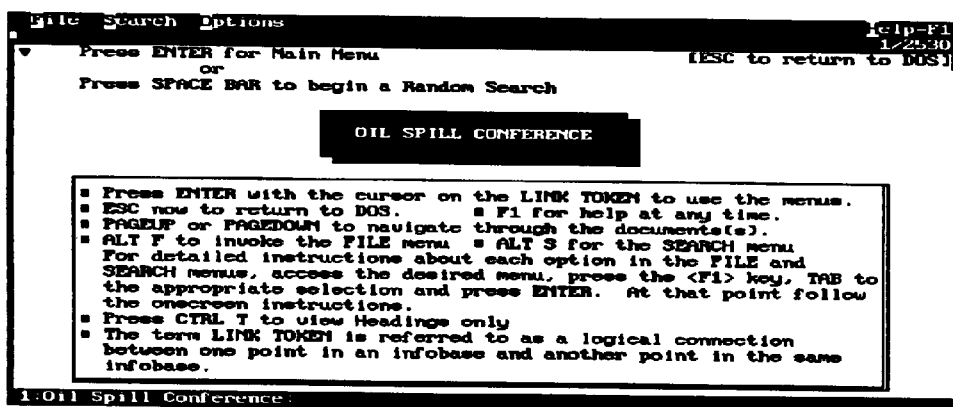 File Search Options Help-F1
1/2530
Press ENTER for Main Menu [ESC to return to DOS]
or
Press SPACE BAR to begin a Random Search
OIL SPILL CONFERENCE
■ Press ENTER with the cursor on the LINK TOKEN to use the menus.
■ ESC now to return to DOS. ■ F1 for help at any time.
■ PAGEUP or PAGEDOWN to navigate through the documents(s).
■ ALT F to invoke the FILE menu ■ ALT S for the SEARCH menu
For detailed instructions about each option in the FILE and
SEARCH menus, access the desired menu, press the <F1> key, TAB to
the appropriate selection and press ENTER. At that point follow
the onscreen instructions.
■ Press CTRL T to view Headings only
■ The term LINK TOKEN is referred to as a logical connection
between one point in an infobase and another point in the same
infobase.
1:Oil Spill Conference: